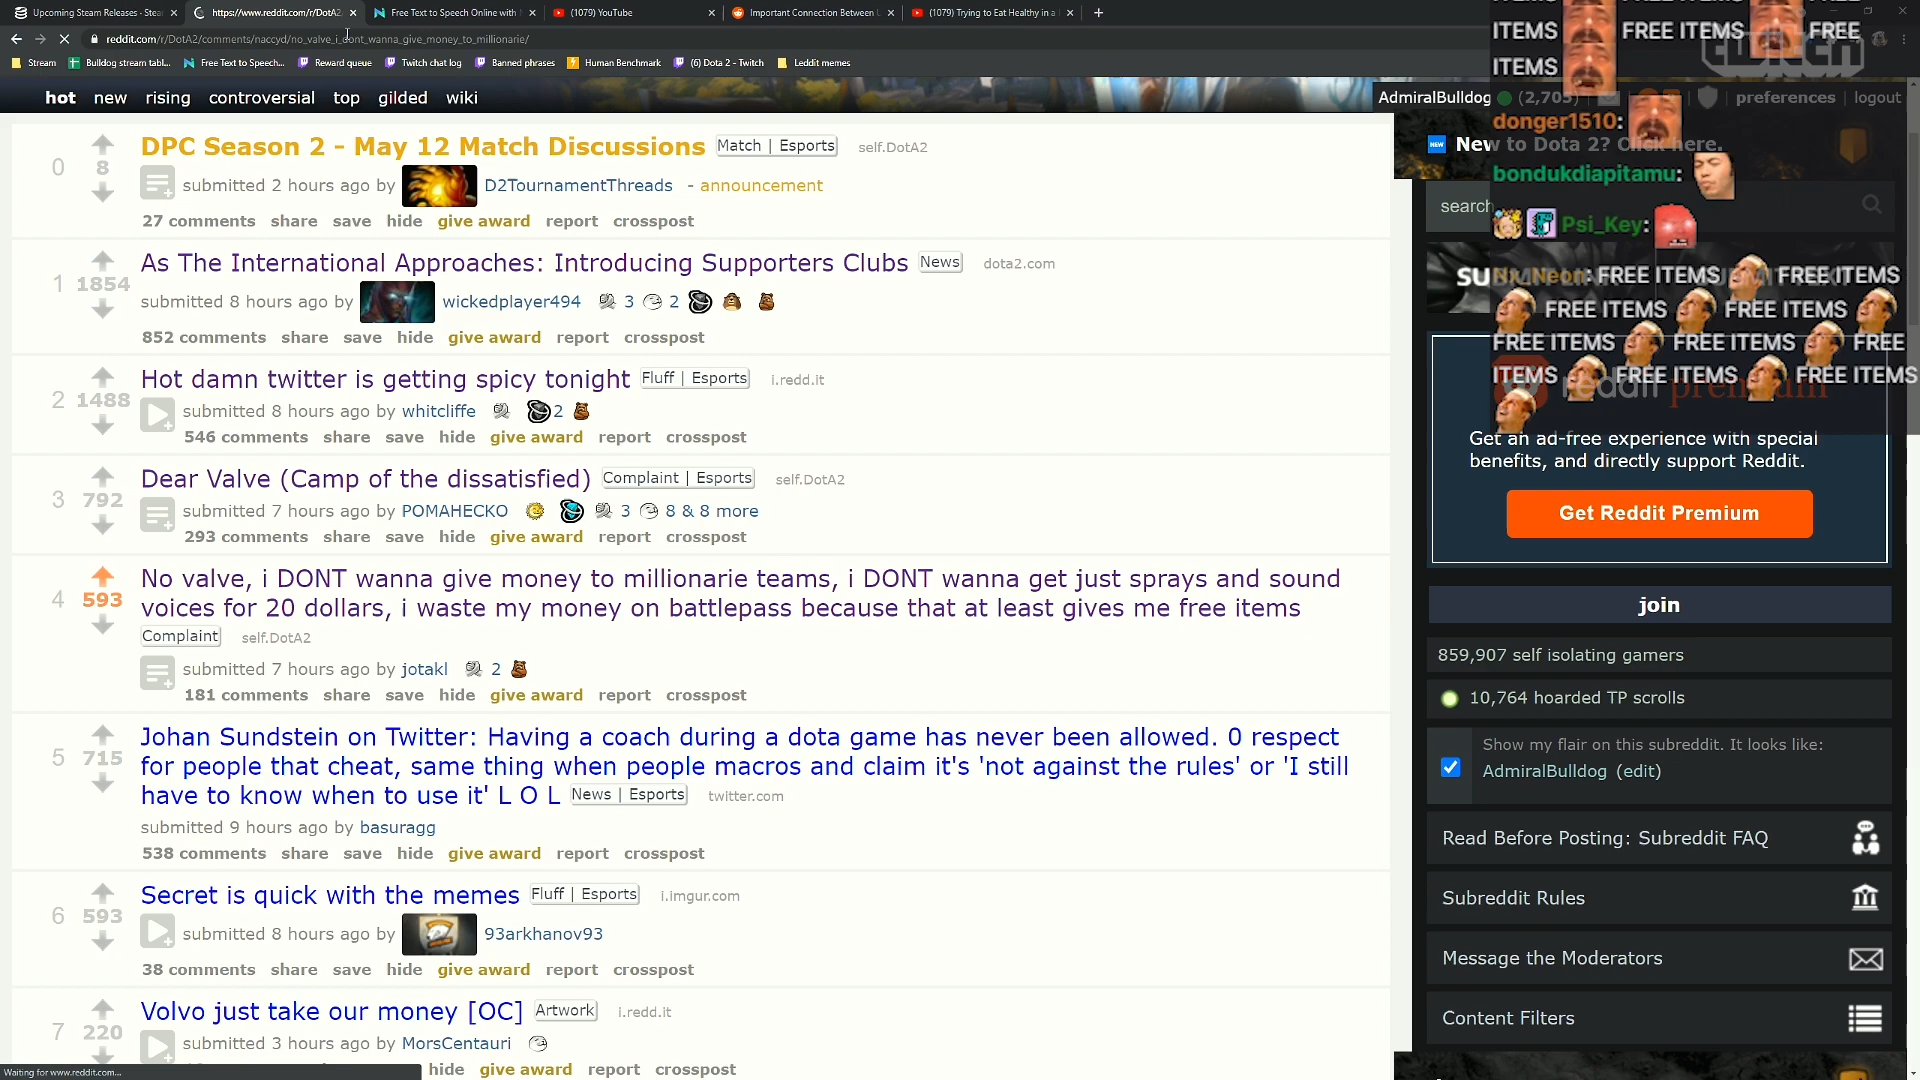 Upcoming Steam Releases - Stea
https://www.reddit.com/r/DotA2
Free Text to Speech Online with
(1079) YouTube
Important Connection Between
(1079) Trying to Eat Healthy in a
reddit.com/r/DotA2/comments/naccyd/no_valve_i_dont_wanna_give_money_to_millionarie/
Stream
Bulldog stream tabl...
Free Text to Speech...
Reward queue
Twitch chat log
Banned phrases
Human Benchmark
(6) Dota 2 - Twitch
Leddit memes
hot new rising controversial top gilded wiki
AdmiralBulldog (2,705) preferences logout
0
8
DPC Season 2 - May 12 Match Discussions Match | Esports self.DotA2
submitted 2 hours ago by D2TournamentThreads - announcement
27 comments share save hide give award report crosspost
1
1854
As The International Approaches: Introducing Supporters Clubs News dota2.com
submitted 8 hours ago by wickedplayer494 3 2
852 comments share save hide give award report crosspost
2
1488
Hot damn twitter is getting spicy tonight Fluff | Esports i.redd.it
submitted 8 hours ago by whitcliffe 2
546 comments share save hide give award report crosspost
3
792
Dear Valve (Camp of the dissatisfied) Complaint | Esports self.DotA2
submitted 7 hours ago by POMAHECKO 3 8 & 8 more
293 comments share save hide give award report crosspost
4
593
No valve, i DONT wanna give money to millionarie teams, i DONT wanna get just sprays and sound
voices for 20 dollars, i waste my money on battlepass because that at least gives me free items
Complaint self.DotA2
submitted 7 hours ago by jotakl 2
181 comments share save hide give award report crosspost
5
715
Johan Sundstein on Twitter: Having a coach during a dota game has never been allowed. 0 respect
for people that cheat, same thing when people macros and claim it's 'not against the rules' or 'I still
have to know when to use it' L O L News | Esports twitter.com
submitted 9 hours ago by basuragg
538 comments share save hide give award report crosspost
6
593
Secret is quick with the memes Fluff | Esports i.imgur.com
submitted 8 hours ago by 93arkhanov93
38 comments share save hide give award report crosspost
7
220
Volvo just take our money [OC] Artwork i.redd.it
submitted 3 hours ago by MorsCentauri
hide give award report crosspost
Waiting for www.reddit.com...
ITEMS FREE ITEMS FREE
ITEMS
twitch
donger1510:
New to Dota 2? Click here.
bondukdiapitamu:
search
Psi_Key:
Nx_Neon: FREE ITEMS FREE ITEMS
FREE ITEMS FREE ITEMS
FREE ITEMS FREE ITEMS FREE
ITEMS FREE ITEMS FREE ITEMS
reddit premium
Get an ad-free experience with special
benefits, and directly support Reddit.
Get Reddit Premium
join
859,907 self isolating gamers
10,764 hoarded TP scrolls
Show my flair on this subreddit. It looks like:
AdmiralBulldog (edit)
Read Before Posting: Subreddit FAQ
Subreddit Rules
Message the Moderators
Content Filters